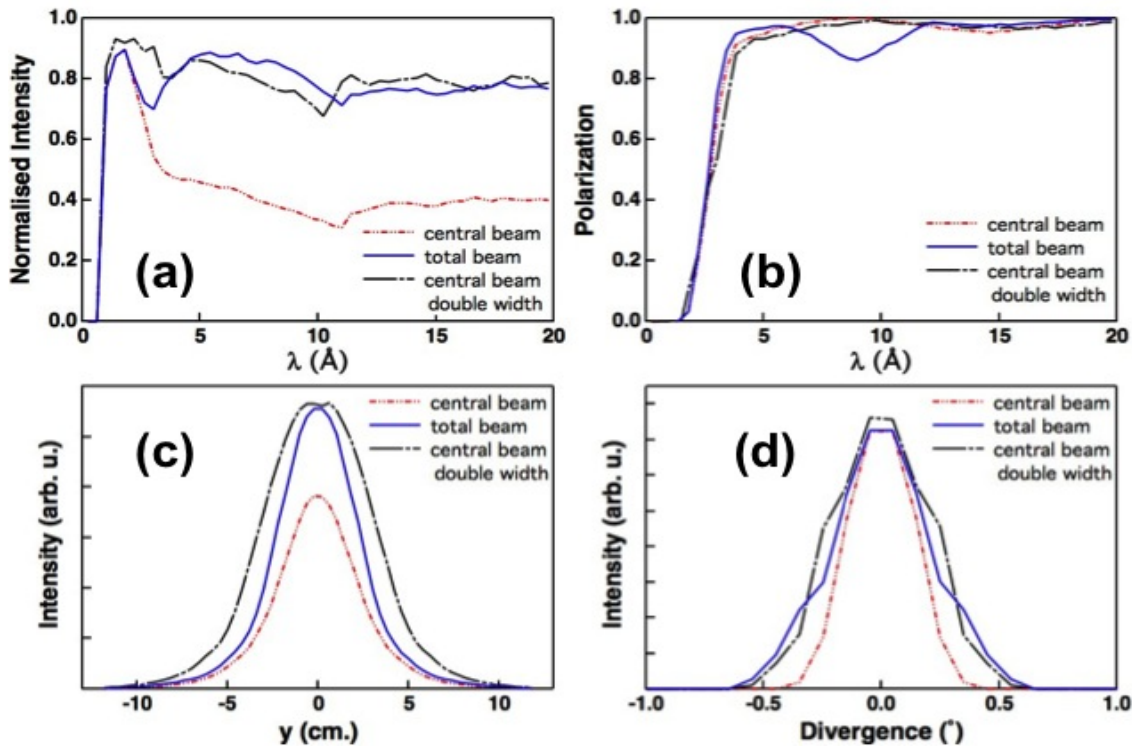 (a)
Normalised Intensity
1.0
0.8
0.6
0.4
0.2
0.0
0
5
10
15
20
λ (Å)
central beam
total beam
central beam
double width
(b)
Polarization
1.0
0.8
0.6
0.4
0.2
0.0
0
5
10
15
20
λ (Å)
central beam
total beam
central beam
double width
(c)
Intensity (arb. u.)
-10
-5
0
5
10
y (cm.)
central beam
total beam
central beam
double width
(d)
Intensity (arb. u.)
-1.0
-0.5
0.0
0.5
1.0
Divergence (°)
central beam
total beam
central beam
double width